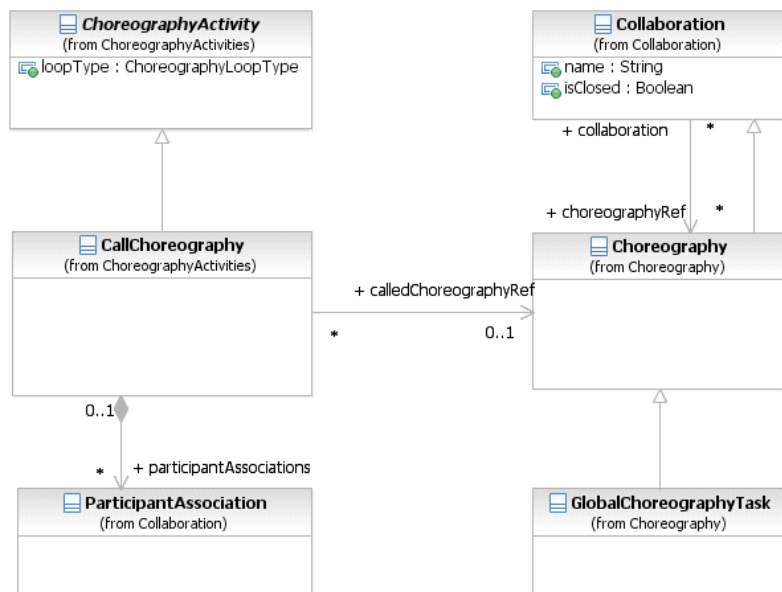 ChoreographyActivity
(from ChoreographyActivities)
loopType : ChoreographyLoopType
Collaboration
(from Collaboration)
name : String
isClosed : Boolean
+ collaboration
*
+ choreographyRef
*
CallChoreography
(from ChoreographyActivities)
Choreography
(from Choreography)
+ calledChoreographyRef
*
0..1
0..1
*
+ participantAssociations
ParticipantAssociation
(from Collaboration)
GlobalChoreographyTask
(from Choreography)